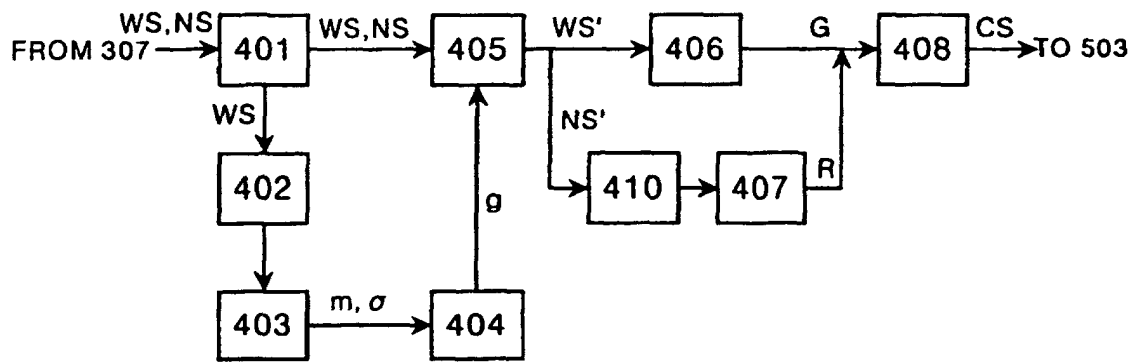 WS,NS
FROM 307
401
WS,NS
405
WS'
406
G
408
CS
TO 503
WS
NS'
402
410
407
R
g
403
m, σ
404